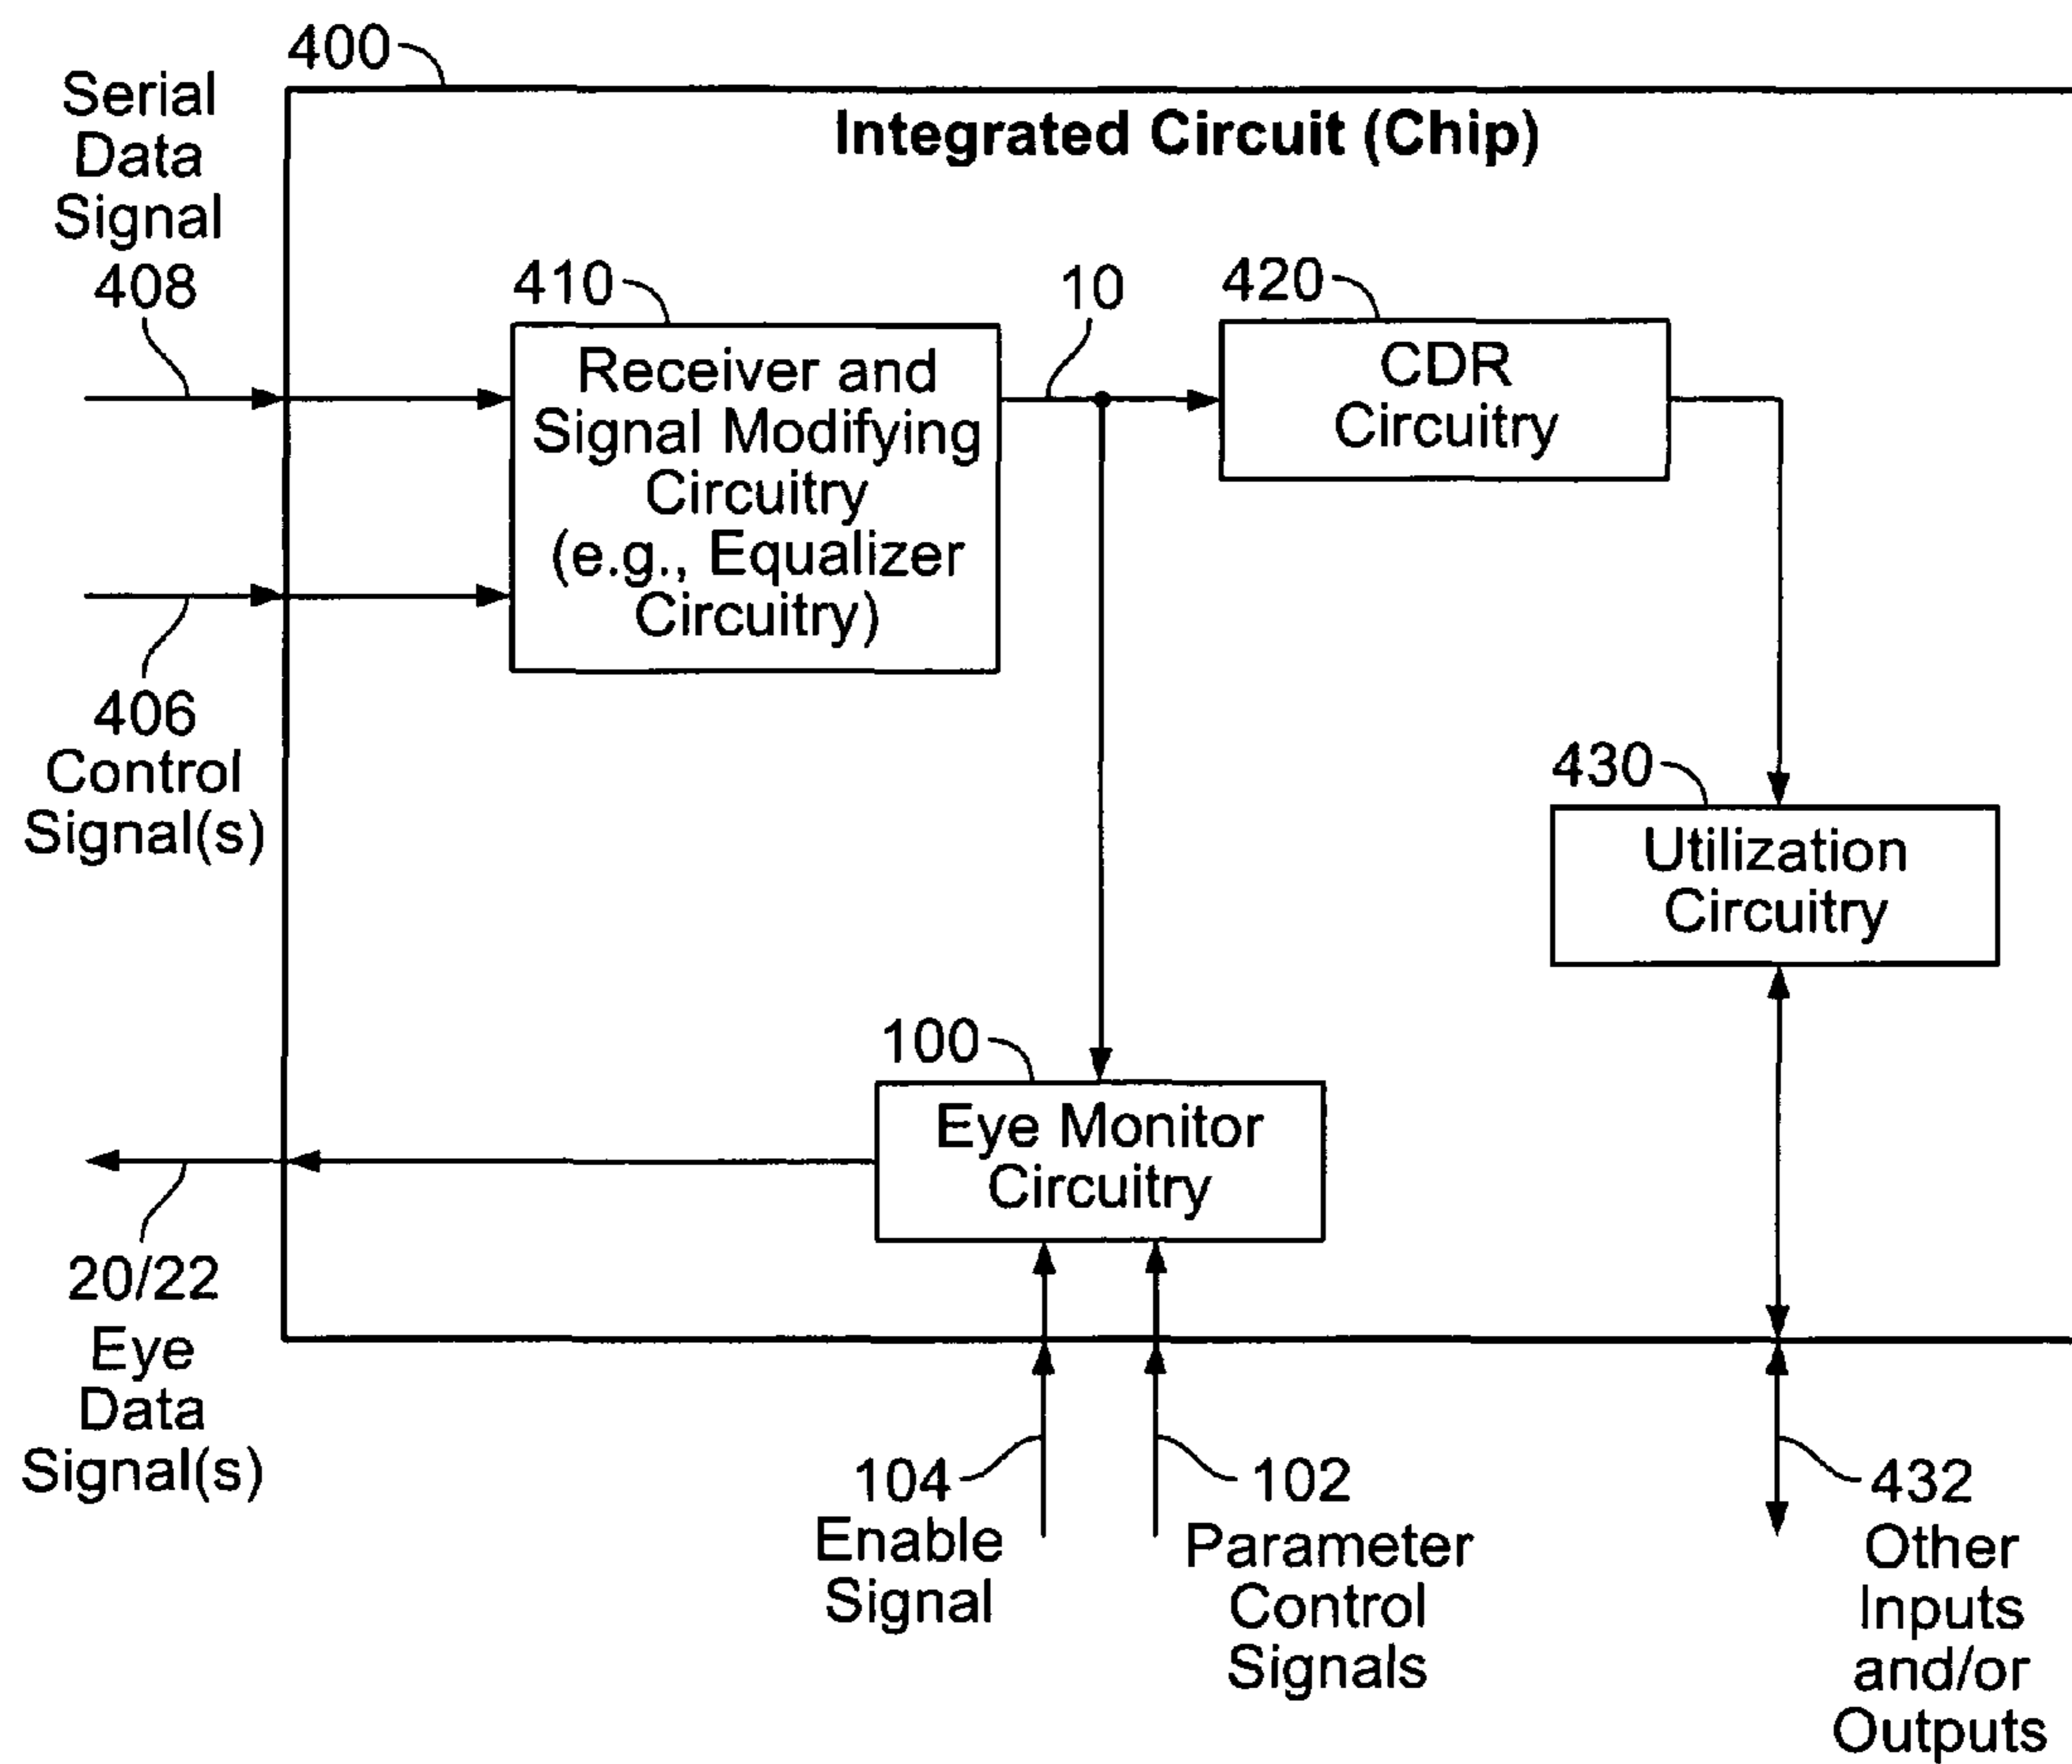 400
Serial
Data
Signal
408
Integrated Circuit (Chip)
410
Receiver and
Signal Modifying
Circuitry
(e.g., Equalizer
Circuitry)
10
420
CDR
Circuitry
406
Control
Signal(s)
430
Utilization
Circuitry
100
Eye Monitor
Circuitry
20/22
Eye
Data
Signal(s)
104
Enable
Signal
102
Parameter
Control
Signals
432
Other
Inputs
and/or
Outputs